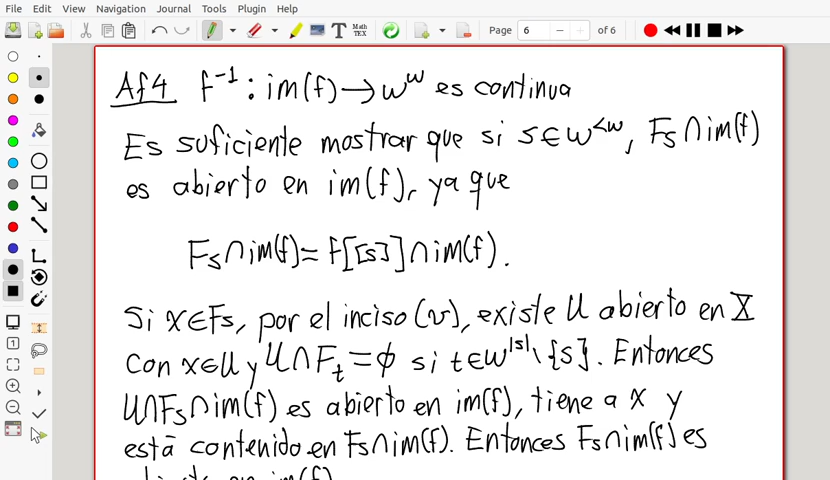 File Edit View Navigation Journal Tools Plugin Help
Page 6 of 6
Af4 f⁻¹: im(f) → ω^ω es continua
Es suficiente mostrar que si s ∈ ω^{<ω}, F_s ∩ im(f)
es abierto en im(f), ya que
F_s ∩ im(f) = f[[s]] ∩ im(f).
Si x ∈ F_s, por el inciso (v), existe U abierto en X
con x ∈ U y U ∩ F_t = ∅ si t ∈ ω^{|s|} \ {s}. Entonces
U ∩ F_s ∩ im(f) es abierto en im(f), tiene a x y
está contenido en F_s ∩ im(f). Entonces F_s ∩ im(f) es